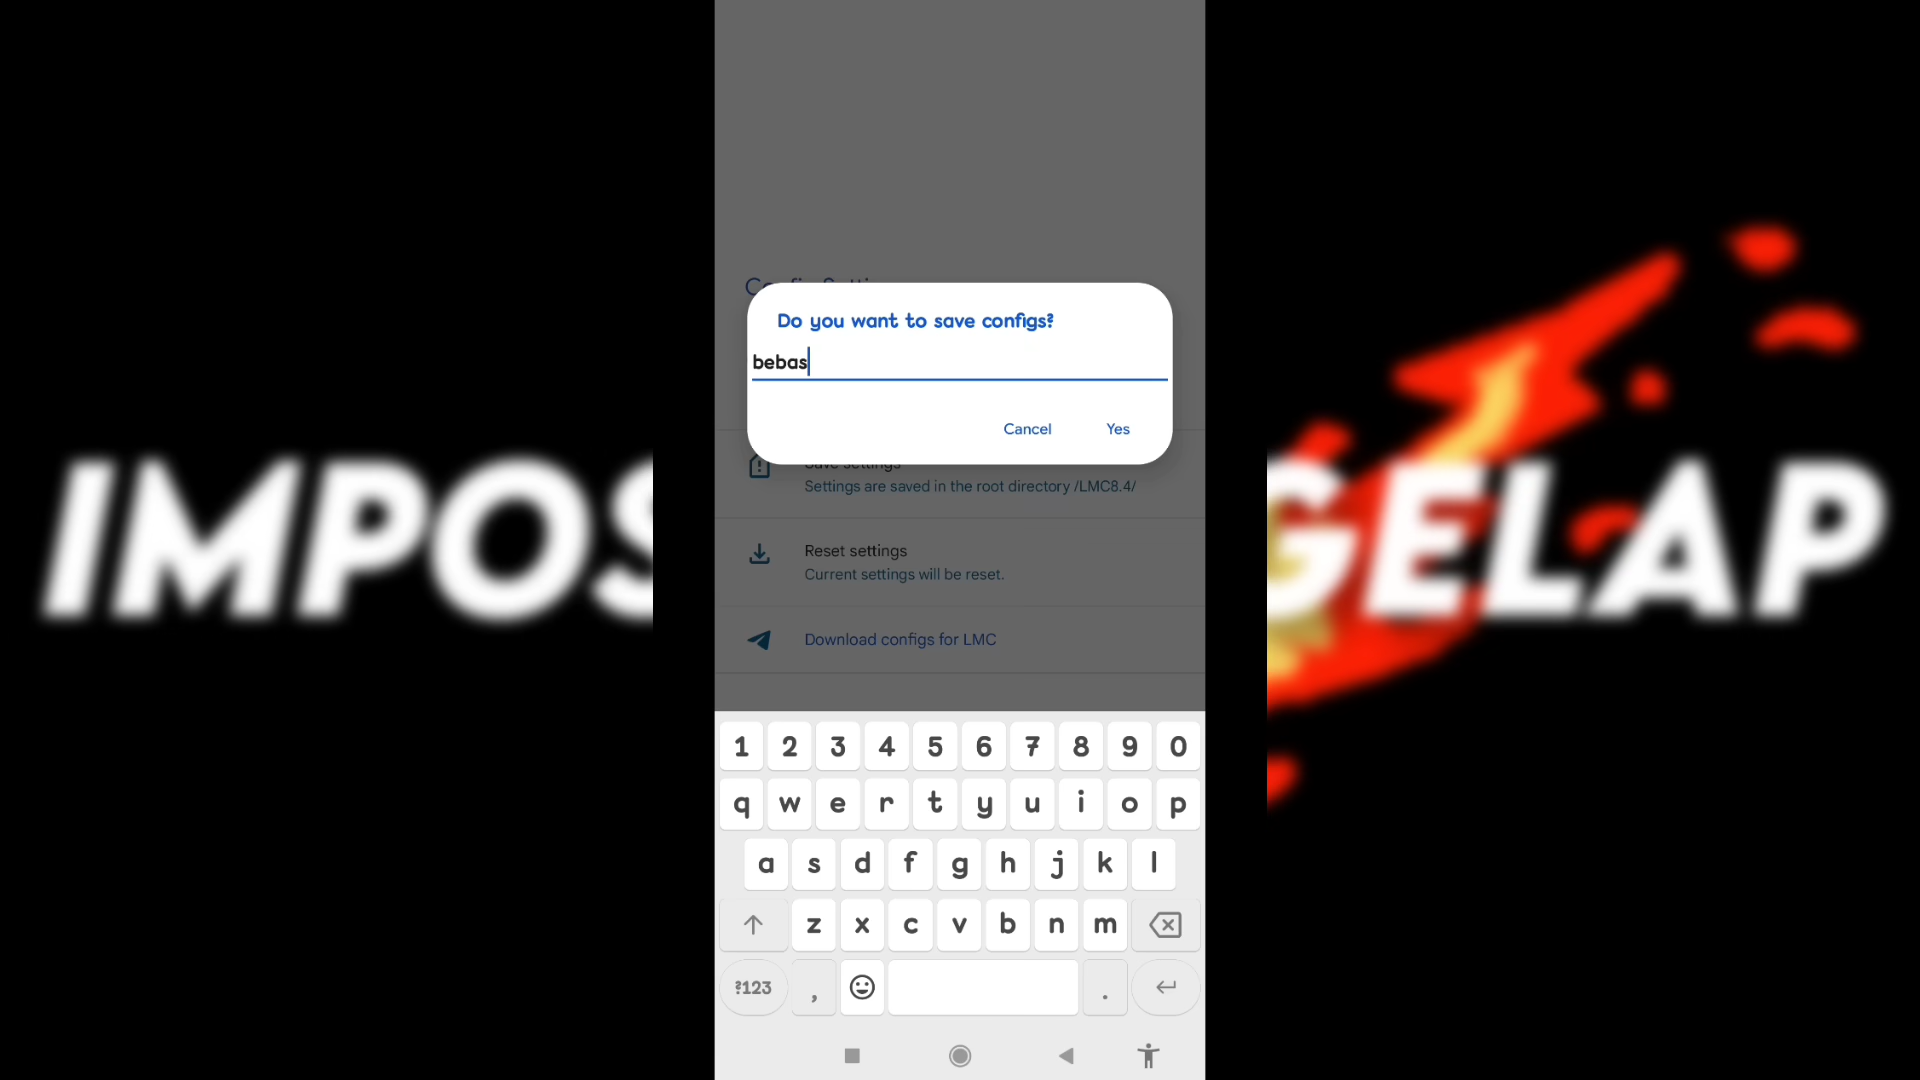 Do you want to save configs?
bebas
Cancel Yes
Save settings
Settings are saved in the root directory /LMC8.4/
Reset settings
Current settings will be reset.
Download configs for LMC
IMPOS
GELAP
1 2 3 4 5 6 7 8 9 0
q w e r t y u i o p
a s d f g h j k l
z x c v b n m
?123 , .